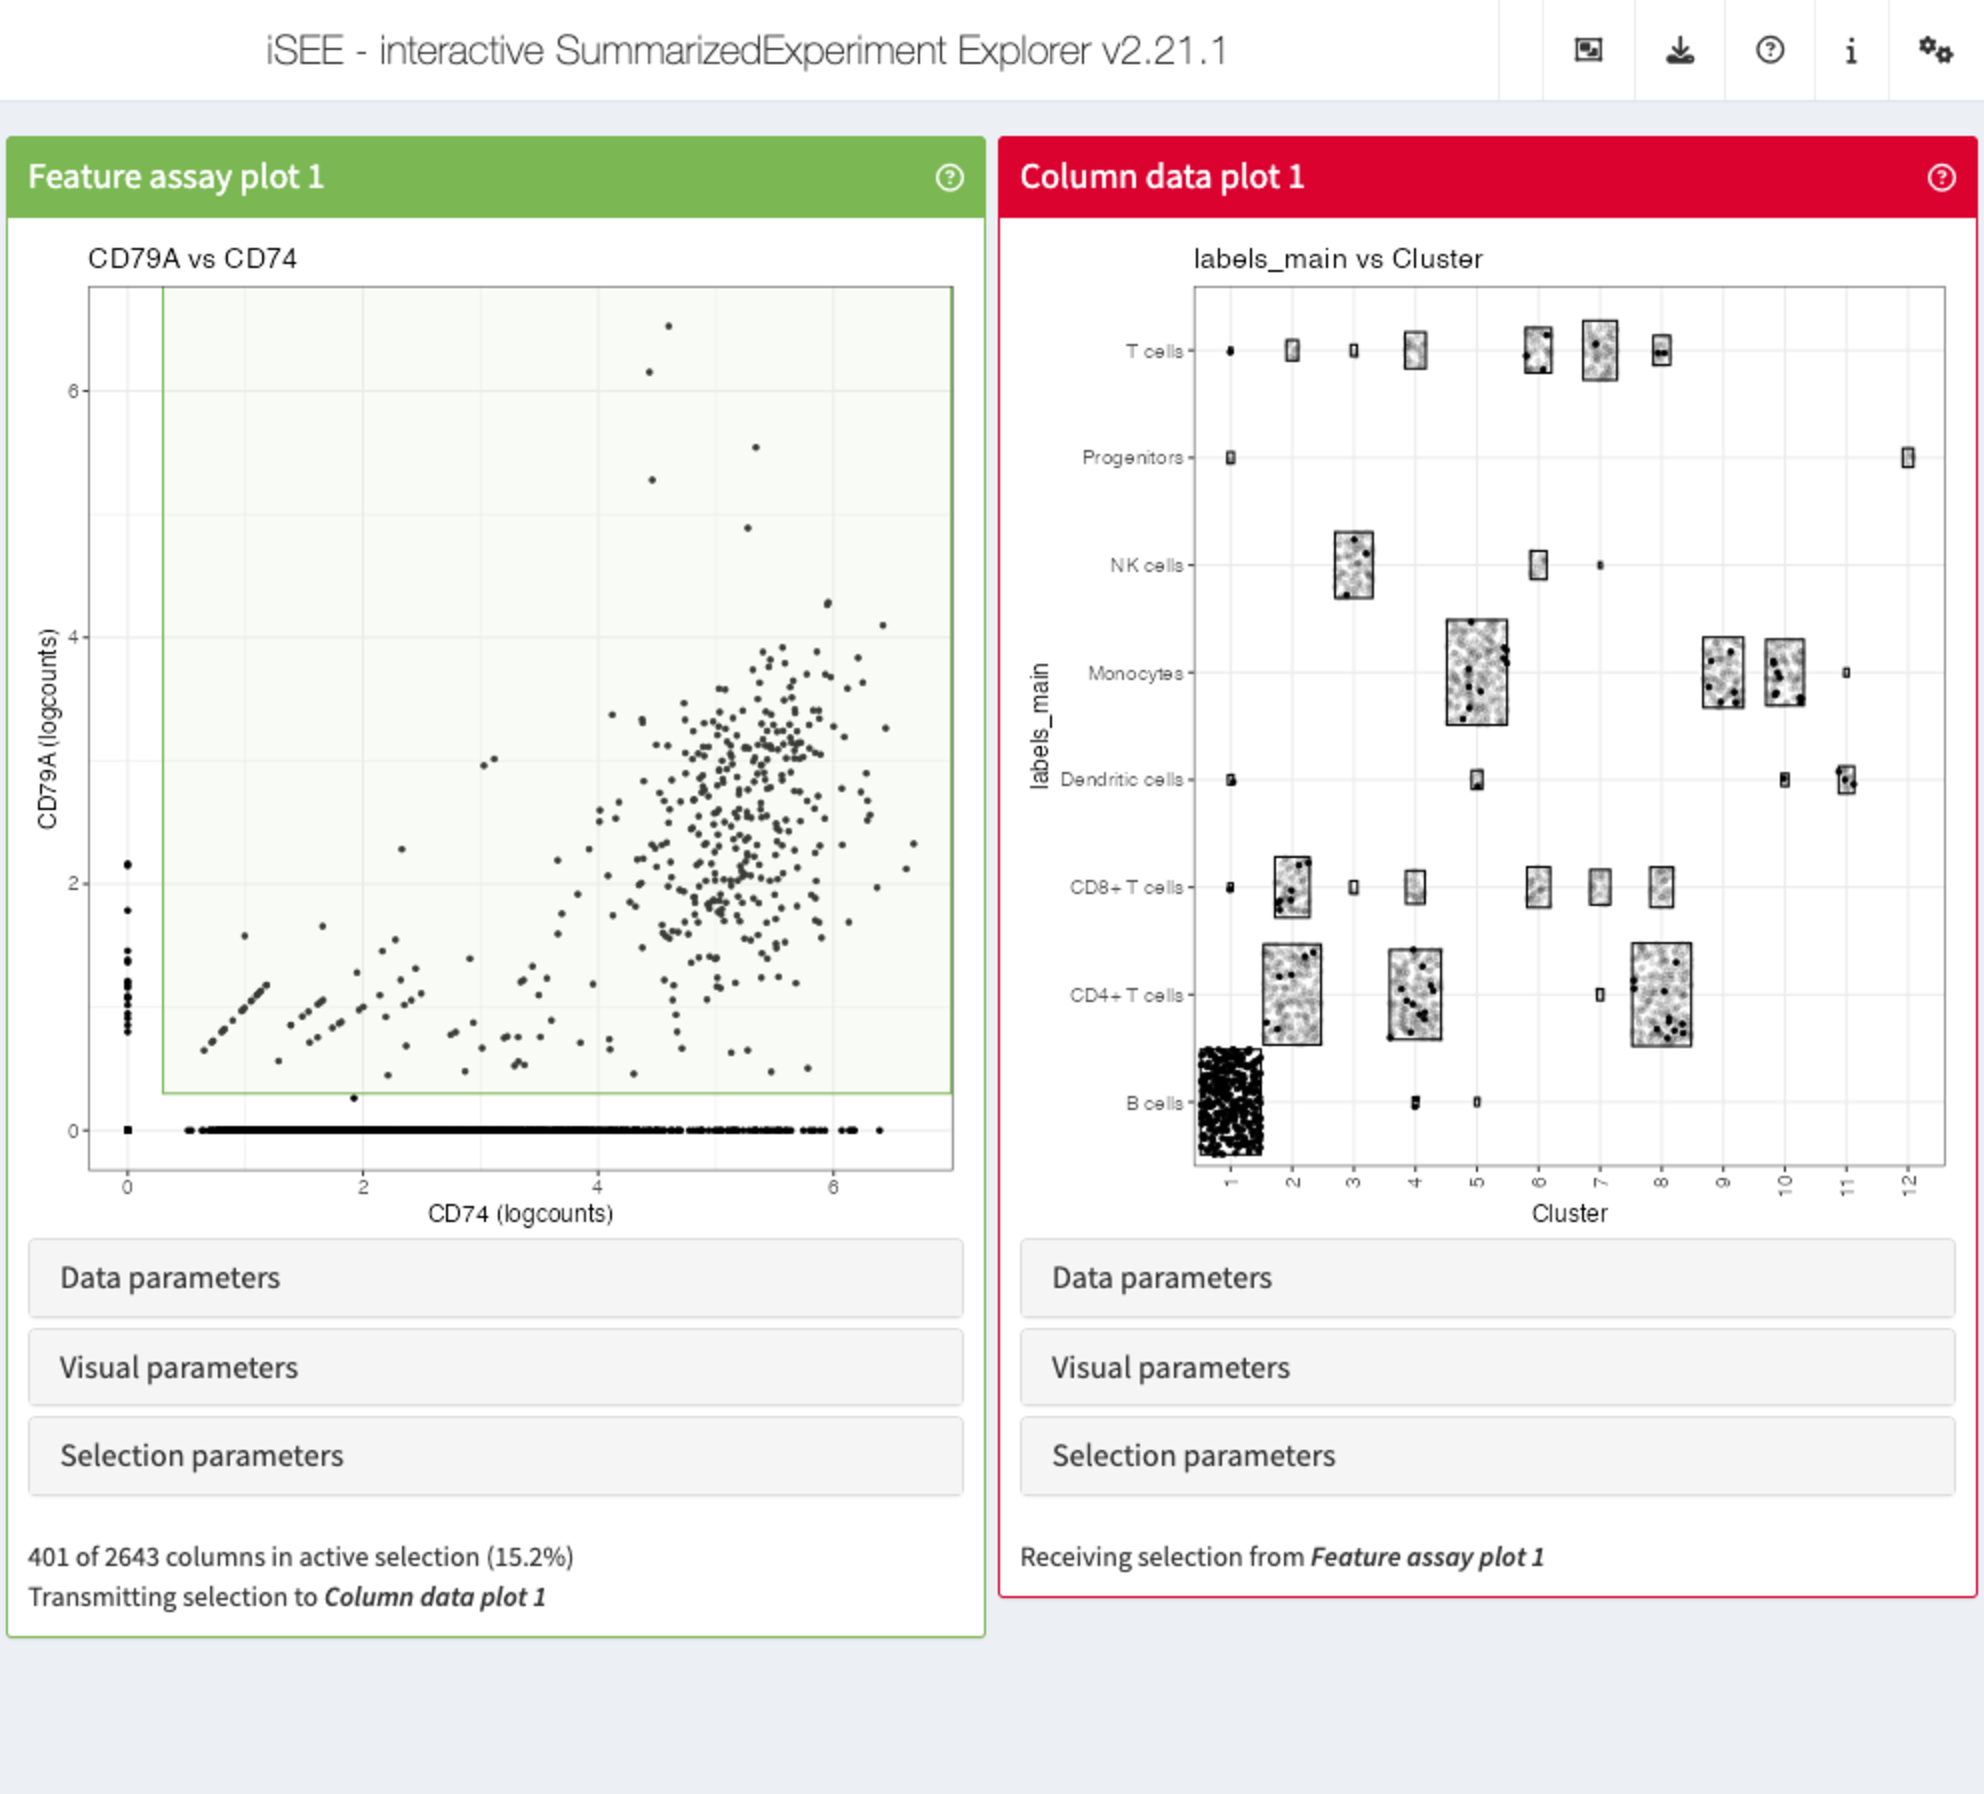 iSEE - interactive SummarizedExperiment Explorer v2.21.1
Feature assay plot 1
CD79A vs CD74
CD79A (logcounts)
6
4
2
0
0 2 4 6
CD74 (logcounts)
Data parameters
Visual parameters
Selection parameters
401 of 2643 columns in active selection (15.2%)
Transmitting selection to Column data plot 1
Column data plot 1
labels_main vs Cluster
labels_main
T cells
Progenitors
NK cells
Monocytes
Dendritic cells
CD8+ T cells
CD4+ T cells
B cells
1 2 3 4 5 6 7 8 9 10 11 12
Cluster
Data parameters
Visual parameters
Selection parameters
Receiving selection from Feature assay plot 1